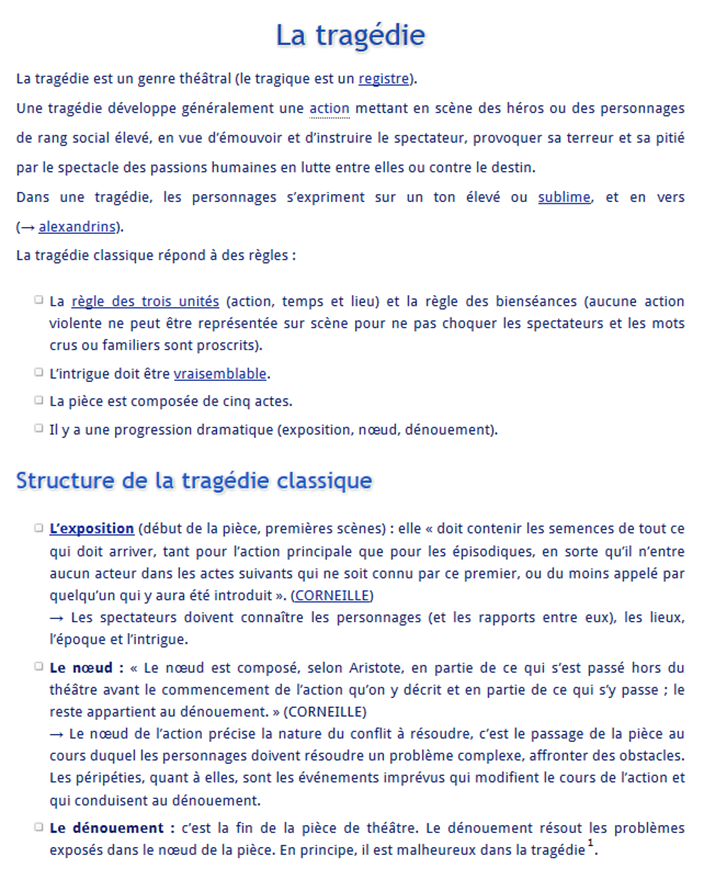 La tragédie
La tragédie est un genre théâtral (le tragique est un registre).
Une tragédie développe généralement une action mettant en scène des héros ou des personnages
de rang social élevé, en vue d’émouvoir et d’instruire le spectateur, provoquer sa terreur et sa pitié
par le spectacle des passions humaines en lutte entre elles ou contre le destin.
Dans une tragédie, les personnages s’expriment sur un ton élevé ou sublime, et en vers
(→ alexandrins).
La tragédie classique répond à des règles :
La règle des trois unités (action, temps et lieu) et la règle des bienséances (aucune action
violente ne peut être représentée sur scène pour ne pas choquer les spectateurs et les mots
crus ou familiers sont proscrits).
L’intrigue doit être vraisemblable.
La pièce est composée de cinq actes.
Il y a une progression dramatique (exposition, nœud, dénouement).
Structure de la tragédie classique
L’exposition (début de la pièce, premières scènes) : elle « doit contenir les semences de tout ce
qui doit arriver, tant pour l’action principale que pour les épisodiques, en sorte qu’il n’entre
aucun acteur dans les actes suivants qui ne soit connu par ce premier, ou du moins appelé par
quelqu’un qui y aura été introduit ». (CORNEILLE)
→ Les spectateurs doivent connaître les personnages (et les rapports entre eux), les lieux,
l’époque et l’intrigue.
Le nœud : « Le nœud est composé, selon Aristote, en partie de ce qui s’est passé hors du
théâtre avant le commencement de l’action qu’on y décrit et en partie de ce qui s’y passe ; le
reste appartient au dénouement. » (CORNEILLE)
→ Le nœud de l’action précise la nature du conflit à résoudre, c’est le passage de la pièce au
cours duquel les personnages doivent résoudre un problème complexe, affronter des obstacles.
Les péripéties, quant à elles, sont les événements imprévus qui modifient le cours de l’action et
qui conduisent au dénouement.
Le dénouement : c’est la fin de la pièce de théâtre. Le dénouement résout les problèmes
exposés dans le nœud de la pièce. En principe, il est malheureux dans la tragédie 1.